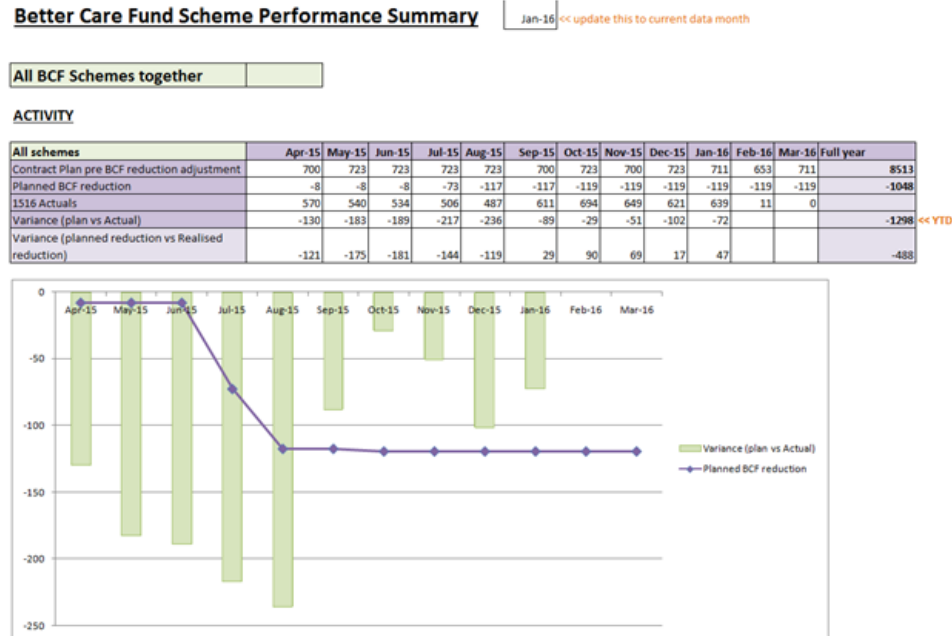 Better Care Fund Scheme Performance Summary Jan-16 << update this to current data month
All BCF Schemes together
ACTIVITY
All schemes Apr-15 May-15 Jun-15 Jul-15 Aug-15 Sep-15 Oct-15 Nov-15 Dec-15 Jan-16 Feb-16 Mar-16 Full year
Contract Plan pre BCF reduction adjustment 700 723 723 723 723 700 723 700 723 711 653 711 8513
Planned BCF reduction -8 -8 -8 -73 -117 -117 -119 -119 -119 -119 -119 -119 -1048
1516 Actuals 570 540 534 506 487 611 694 649 621 639 11 0
Variance (plan vs Actual) -130 -183 -189 -217 -236 -89 -29 -51 -102 -72 -1298 << YTD
Variance (planned reduction vs Realised
reduction) -121 -175 -181 -144 -119 29 90 69 17 47 -488
0
Apr-15 May-15 Jun-15 Jul-15 Aug-15 Sep-15 Oct-15 Nov-15 Dec-15 Jan-16 Feb-16 Mar-16
-50
-100
Variance (plan vs Actual)
Planned BCF reduction
-150
-200
-250